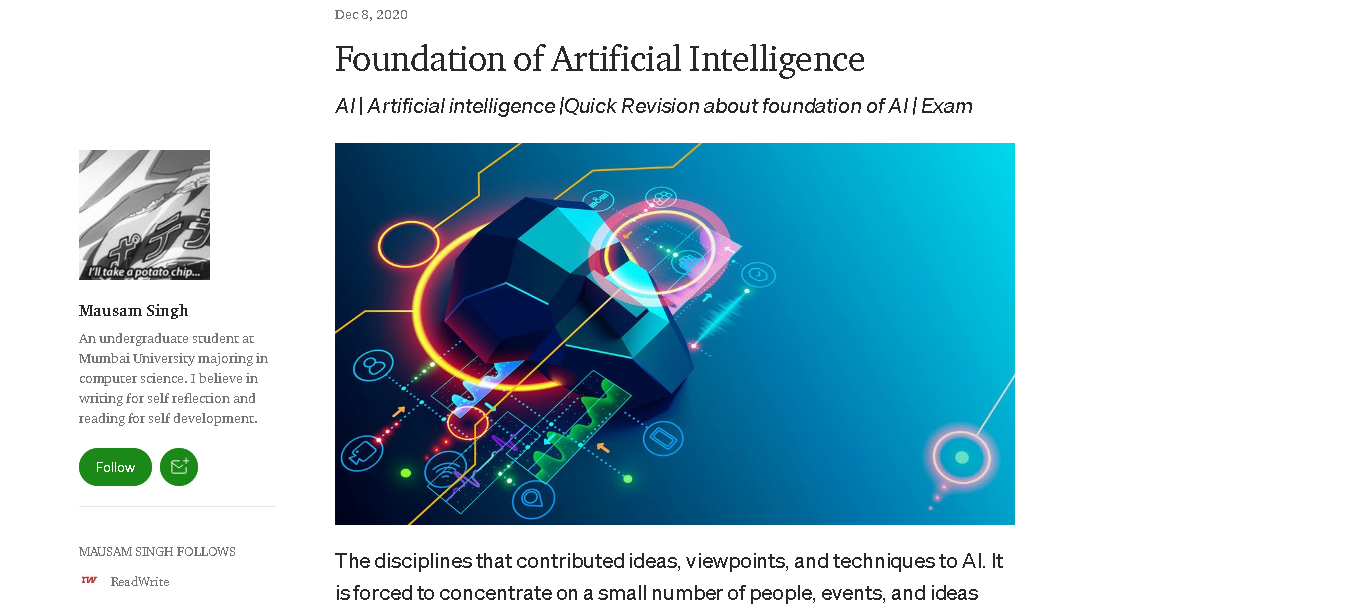 Dec 8, 2020
Foundation of Artificial Intelligence
AI | Artificial intelligence |Quick Revision about foundation of AI | Exam
ポテチ
I'll take a potato chip...
Mausam Singh
An undergraduate student at
Mumbai University majoring in
computer science. I believe in
writing for self reflection and
reading for self development.
Follow
MAUSAM SINGH FOLLOWS
rw ReadWrite
The disciplines that contributed ideas, viewpoints, and techniques to AI. It
is forced to concentrate on a small number of people, events, and ideas